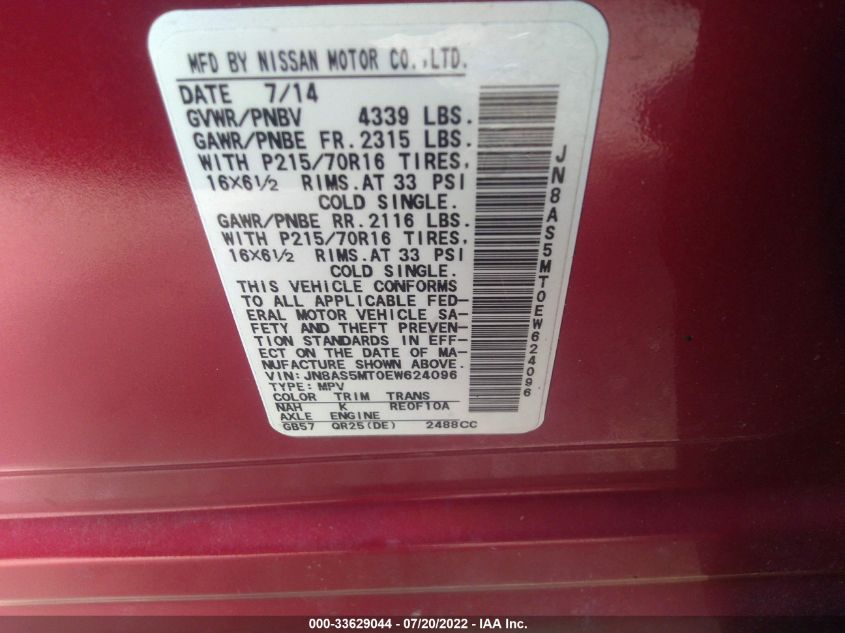 MFD BY NISSAN MOTOR CO.,LTD.
DATE 7/14
GVWR/PNBV 4339 LBS.
GAWR/PNBE FR.2315 LBS.
WITH P215/70R16 TIRES,
16X6½ RIMS.AT 33 PSI
COLD SINGLE.
GAWR/PNBE RR.2116 LBS.
WITH P215/70R16 TIRES,
16X6½ RIMS.AT 33 PSI
COLD SINGLE.
THIS VEHICLE CONFORMS
TO ALL APPLICABLE FED-
ERAL MOTOR VEHICLE SA-
FETY AND THEFT PREVEN-
TION STANDARDS IN EFF-
ECT ON THE DATE OF MA-
NUFACTURE SHOWN ABOVE.
VIN:JN8AS5MT0EW624096
TYPE:MPV
COLOR TRIM TRANS
NAH K RE0F10A
AXLE ENGINE
GB57 QR25(DE) 2488CC
JN8AS5MT0EW624096
000-33629044 - 07/20/2022 - IAA Inc.